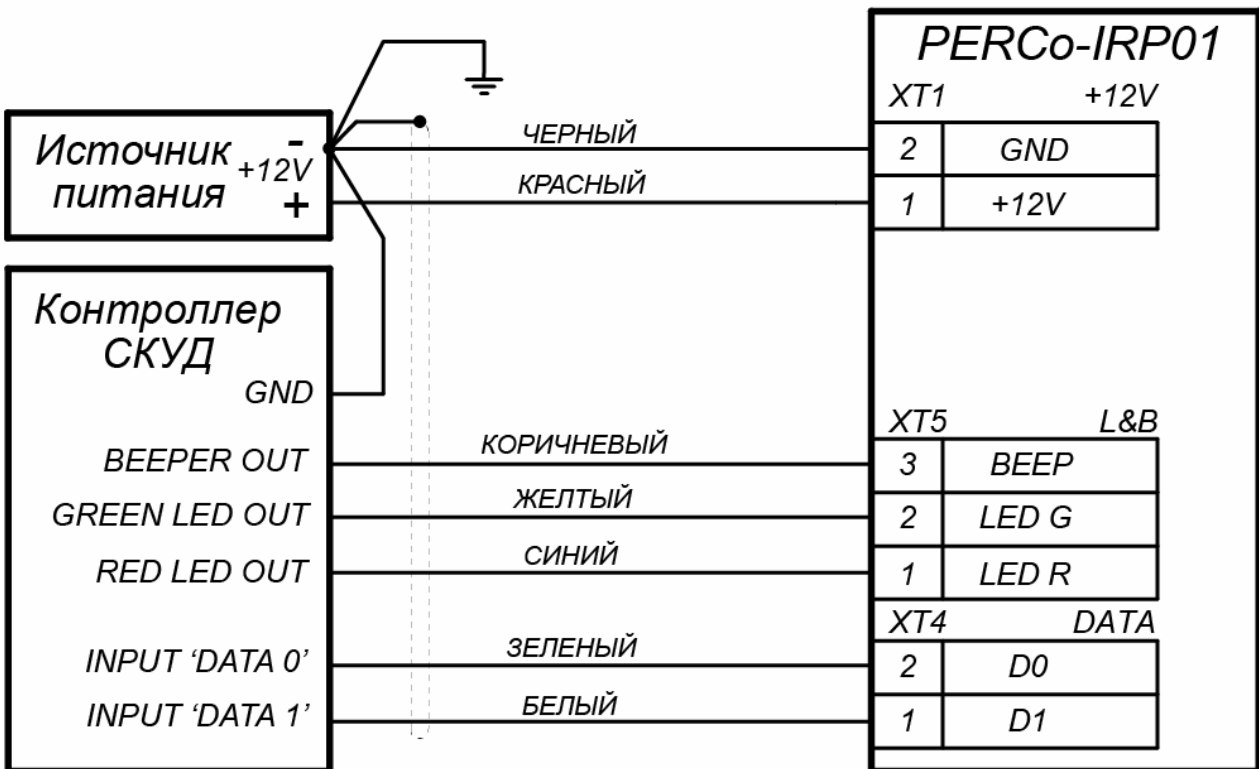 PERCo-IRP01
XT1 +12V
Источник -
+12V
питания +
ЧЕРНЫЙ
2 GND
КРАСНЫЙ
1 +12V
Контроллер
СКУД
GND
XT5 L&B
BEEPER OUT
КОРИЧНЕВЫЙ
3 BEEP
GREEN LED OUT
ЖЕЛТЫЙ
2 LED G
RED LED OUT
СИНИЙ
1 LED R
XT4 DATA
INPUT ‘DATA 0’
ЗЕЛЕНЫЙ
2 D0
INPUT ‘DATA 1’
БЕЛЫЙ
1 D1